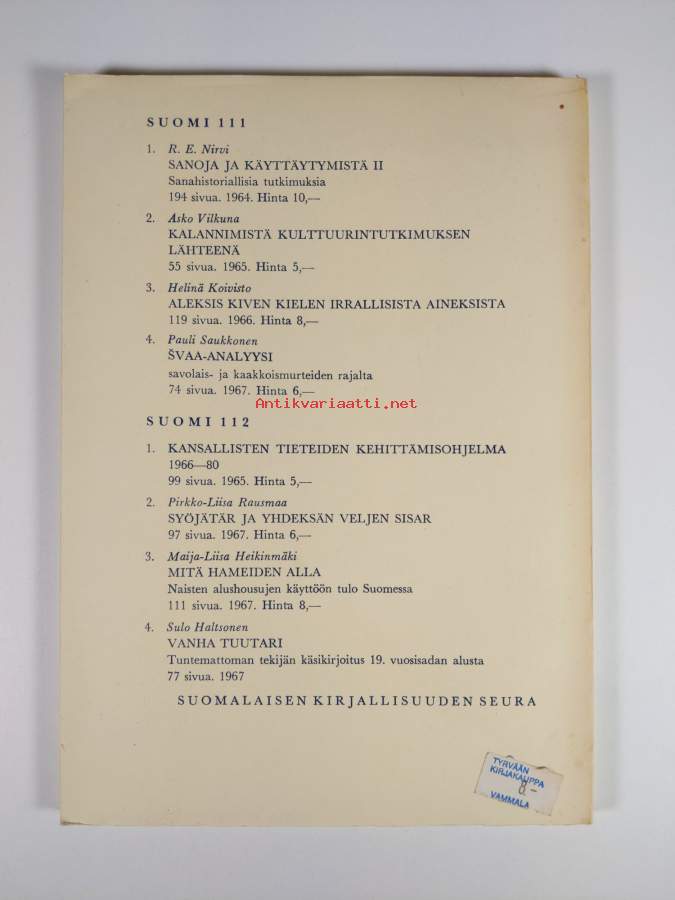 SUOMI 111
1. R. E. Nirvi
SANOJA JA KÄYTTÄYTYMISTÄ II
Sanahistoriallisia tutkimuksia
194 sivua. 1964. Hinta 10,—
2. Asko Vilkuna
KALANNIMISTÄ KULTTUURINTUTKIMUKSEN
LÄHTEENÄ
55 sivua. 1965. Hinta 5,—
3. Helinä Koivisto
ALEKSIS KIVEN KIELEN IRRALLISISTA AINEKSISTA
119 sivua. 1966. Hinta 8,—
4. Pauli Saukkonen
ŠVAA-ANALYYSI
savolais- ja kaakkoismurteiden rajalta
74 sivua. 1967. Hinta 6,—
Antikvariaatti.net
SUOMI 112
1. KANSALLISTEN TIETEIDEN KEHITTÄMISOHJELMA
1966—80
99 sivua. 1965. Hinta 5,—
2. Pirkko-Liisa Rausmaa
SYÖJÄTÄR JA YHDEKSÄN VELJEN SISAR
97 sivua. 1967. Hinta 6,—
3. Maija-Liisa Heikinmäki
MITÄ HAMEIDEN ALLA
Naisten alushousujen käyttöön tulo Suomessa
111 sivua. 1967. Hinta 8,—
4. Sulo Haltsonen
VANHA TUUTARI
Tuntemattoman tekijän käsikirjoitus 19. vuosisadan alusta
77 sivua. 1967
SUOMALAISEN KIRJALLISUUDEN SEURA
TYRVÄÄN
KIRJAKAUPPA
8.-
VAMMALA